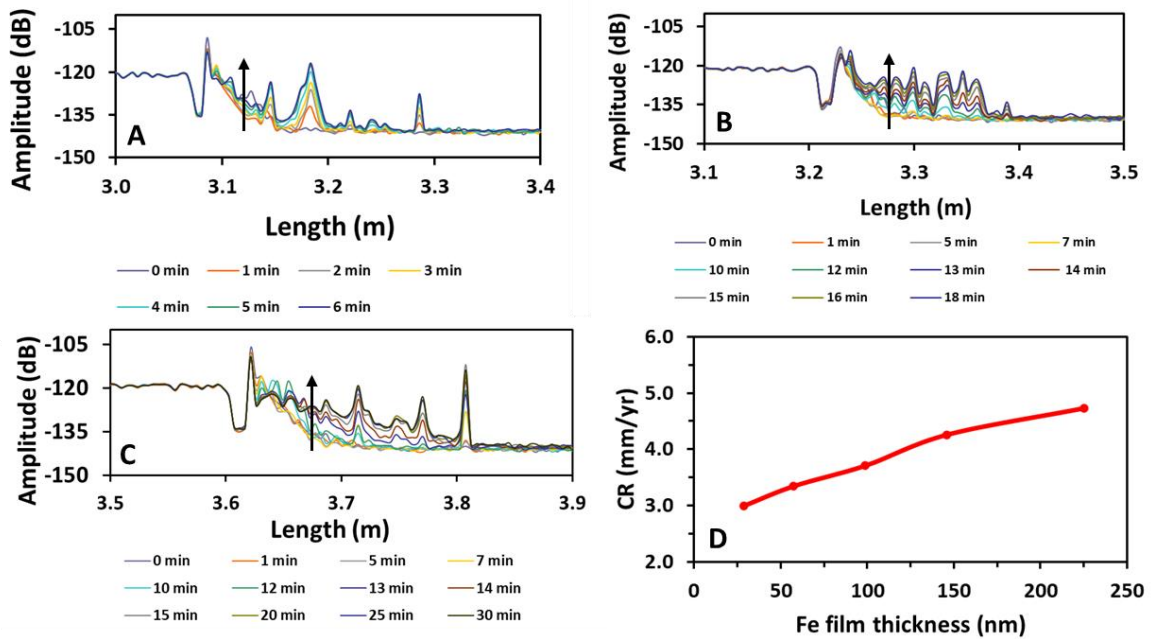 Amplitude (dB)
-105
-120
-135
-150
A
3.0 3.1 3.2 3.3 3.4
Length (m)
0 min 1 min 2 min 3 min
4 min 5 min 6 min
Amplitude (dB)
-105
-120
-135
-150
B
3.1 3.2 3.3 3.4 3.5
Length (m)
0 min 1 min 5 min 7 min
10 min 12 min 13 min 14 min
15 min 16 min 18 min
Amplitude (dB)
-105
-120
-135
-150
C
3.5 3.6 3.7 3.8 3.9
Length (m)
0 min 1 min 5 min 7 min
10 min 12 min 13 min 14 min
15 min 20 min 25 min 30 min
CR (mm/yr)
6.0
5.0
4.0
3.0
2.0
D
0 50 100 150 200 250
Fe film thickness (nm)